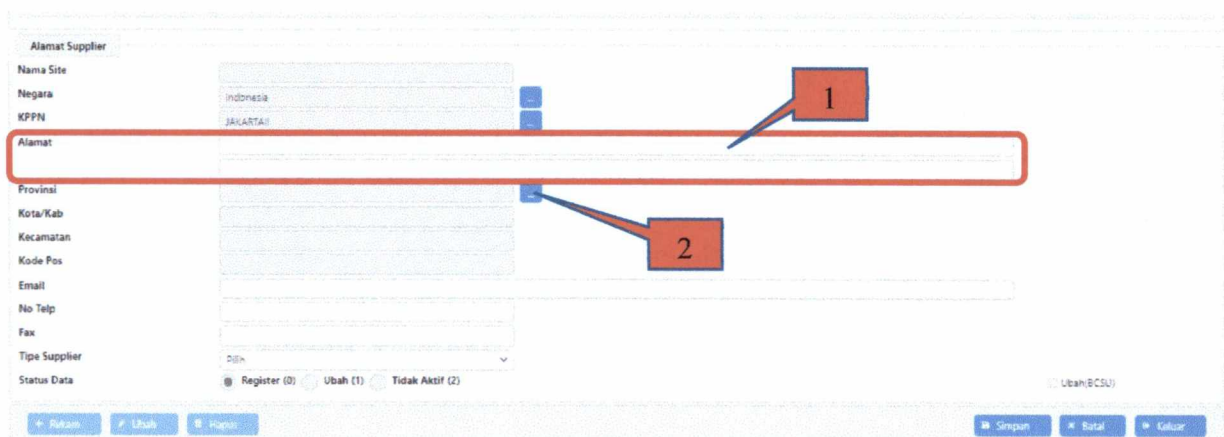 Alamat Supplier
Nama Site
Negara Indonesia ...
KPPN JAKARTA II ...
1
Alamat
Provinsi ...
2
Kota/Kab
Kecamatan
Kode Pos
Email
No Telp
Fax
Tipe Supplier Pilih
Status Data Register (0) Ubah (1) Tidak Aktif (2) Ubah(BCSU)
+ Rekam Ubah Hapus Simpan × Batal Keluar